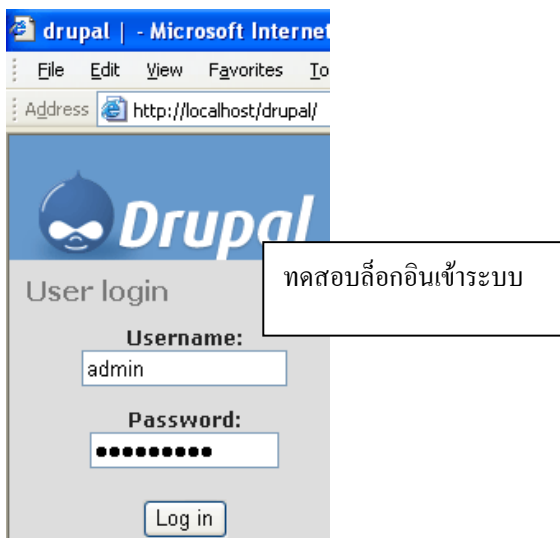 drupal | - Microsoft Internet
File Edit View Favorites To
Address http://localhost/drupal/
Drupal
ทดสอบล็อกอินเข้าระบบ
User login
Username:
admin
Password:
●●●●●●●●●
Log in